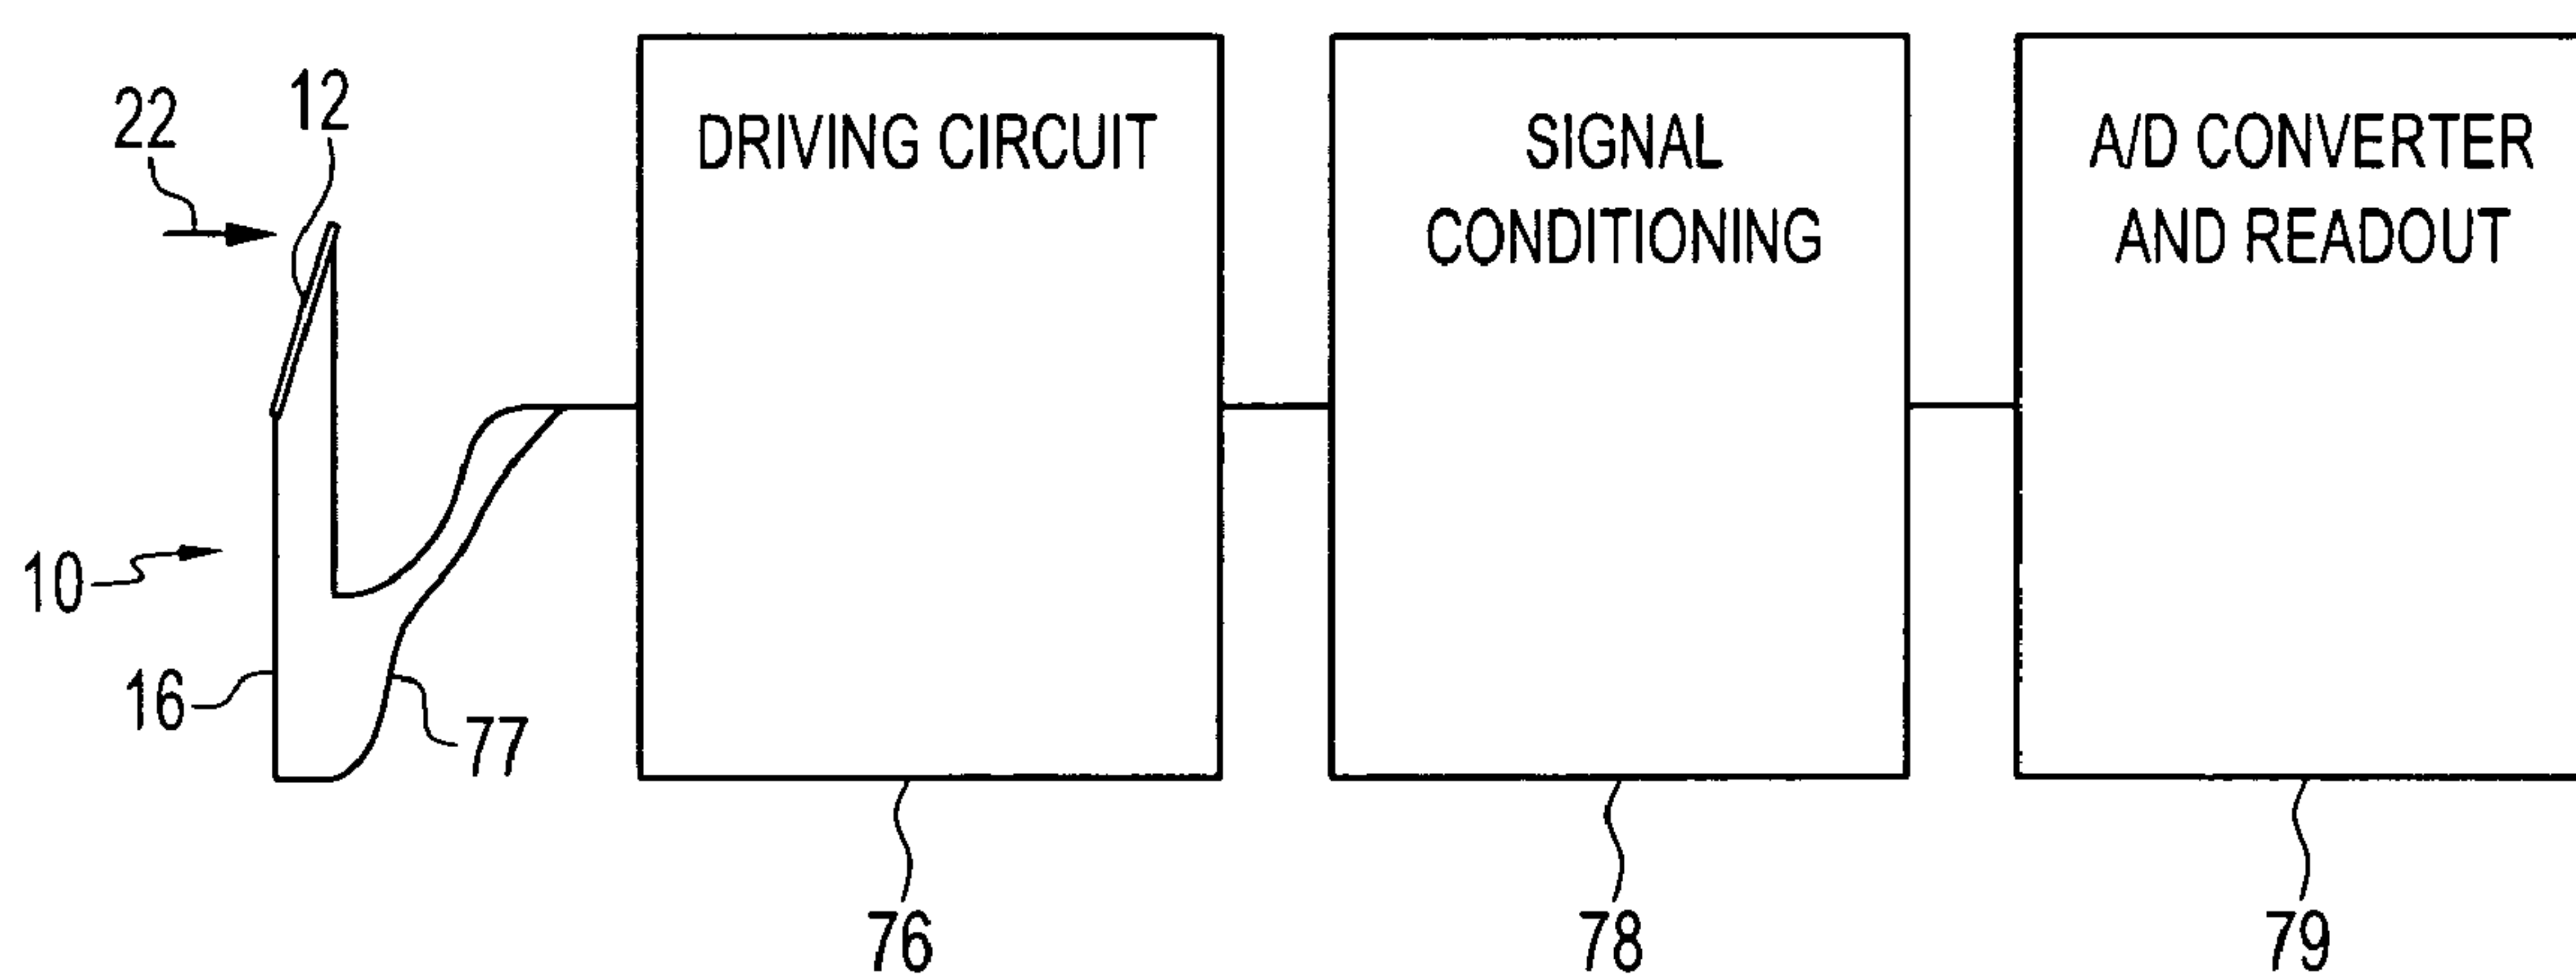 22
12
DRIVING CIRCUIT
SIGNAL
CONDITIONING
A/D CONVERTER
AND READOUT
10
16
77
76
78
79